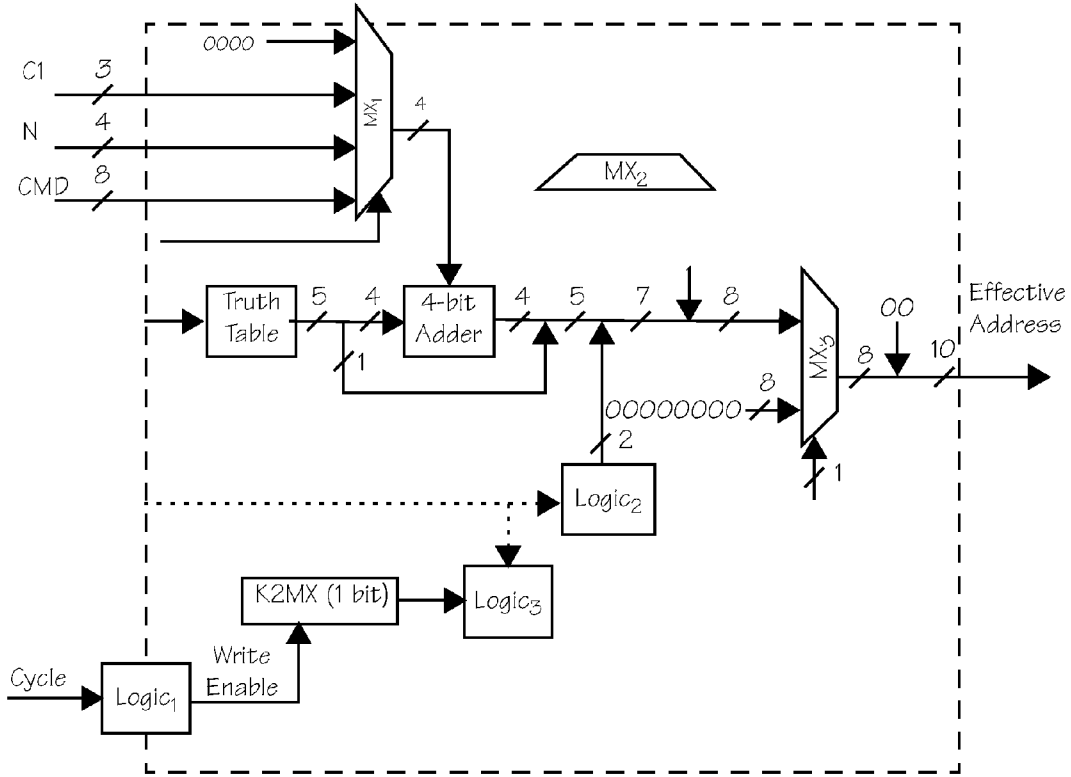 0000
C1
3
N
4
CMD
8
MX1
4
MX2
Truth
Table
5
4
1
4-bit
Adder
4
5
7
8
00000000
8
MX3
1
8
00
10
Effective
Address
2
Logic2
Logic3
K2MX (1 bit)
Write
Enable
Cycle
Logic1